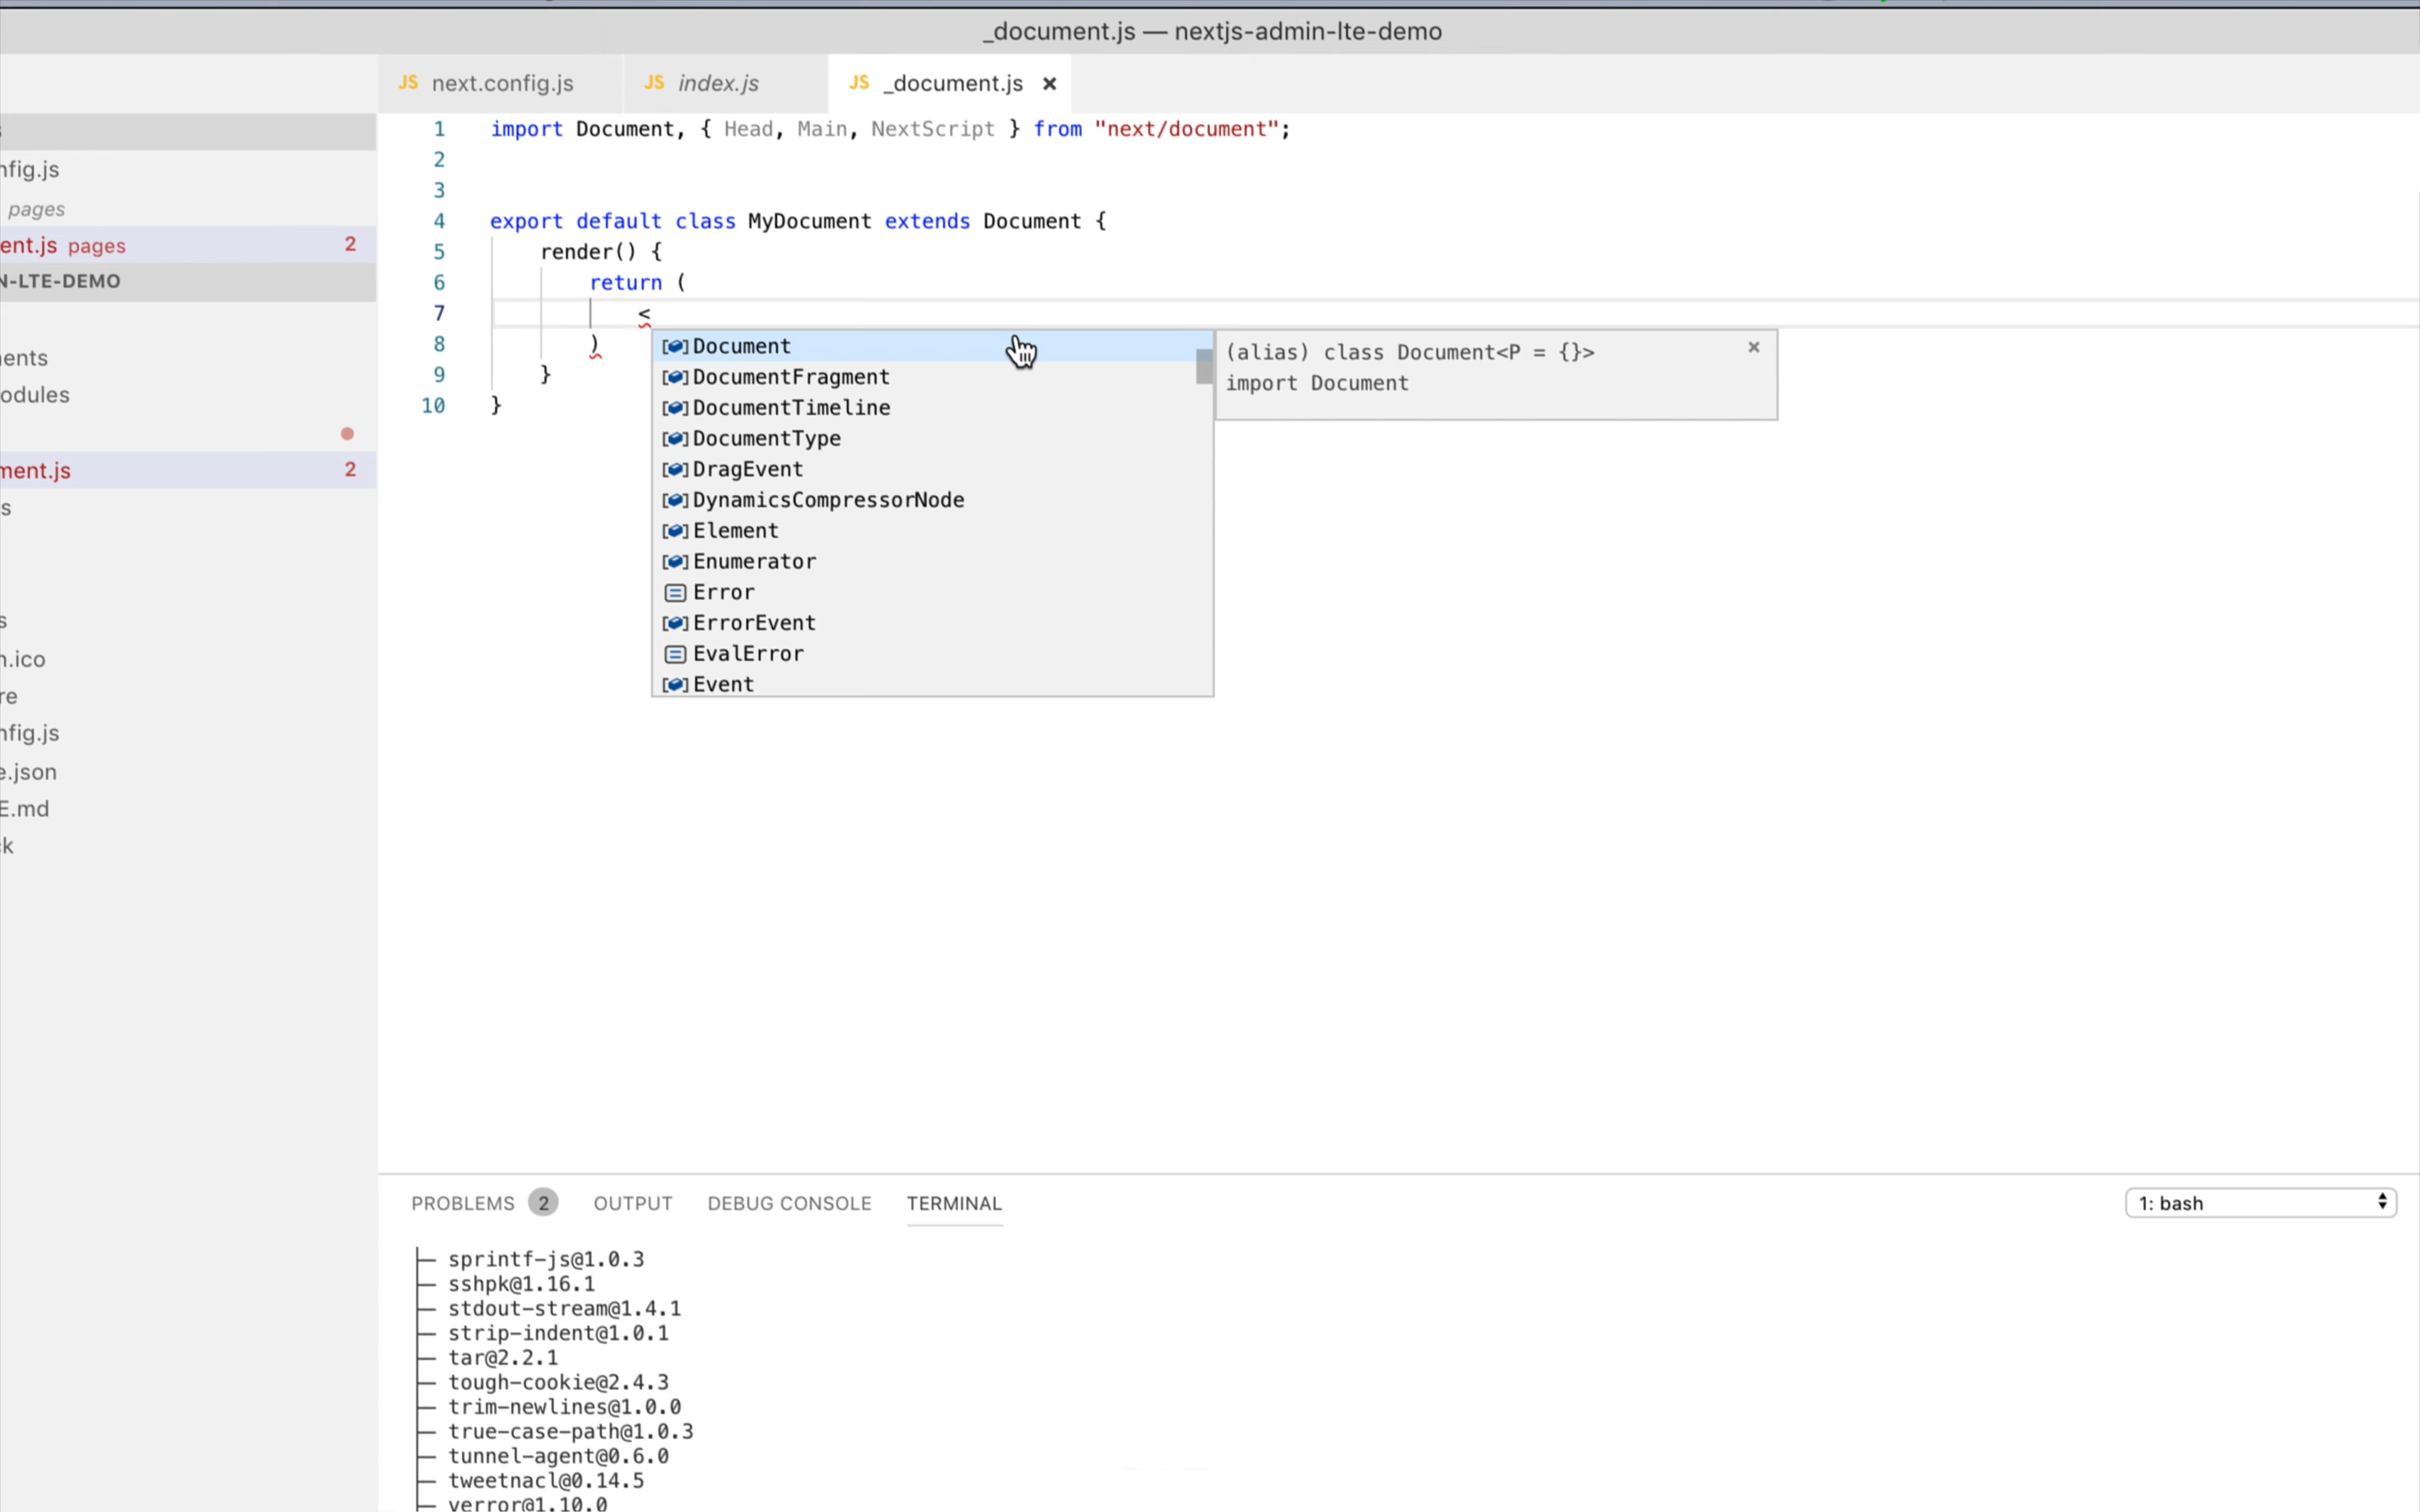 _document.js — nextjs-admin-lte-demo
JS next.config.js JS index.js JS _document.js ×
nfig.js
pages
ent.js pages 2
N-LTE-DEMO
ents
odules
ment.js 2
s
s
n.ico
re
nfig.js
e.json
E.md
ck
1 import Document, { Head, Main, NextScript } from "next/document";
2
3
4 export default class MyDocument extends Document {
5 render() {
6 return (
7 <
8 )
9 }
10 }
Document
DocumentFragment
DocumentTimeline
DocumentType
DragEvent
DynamicsCompressorNode
Element
Enumerator
Error
ErrorEvent
EvalError
Event
(alias) class Document<P = {}> ×
import Document
PROBLEMS 2 OUTPUT DEBUG CONSOLE TERMINAL 1: bash
├─ sprintf-js@1.0.3
├─ sshpk@1.16.1
├─ stdout-stream@1.4.1
├─ strip-indent@1.0.1
├─ tar@2.2.1
├─ tough-cookie@2.4.3
├─ trim-newlines@1.0.0
├─ true-case-path@1.0.3
├─ tunnel-agent@0.6.0
├─ tweetnacl@0.14.5
├─ verror@1.10.0